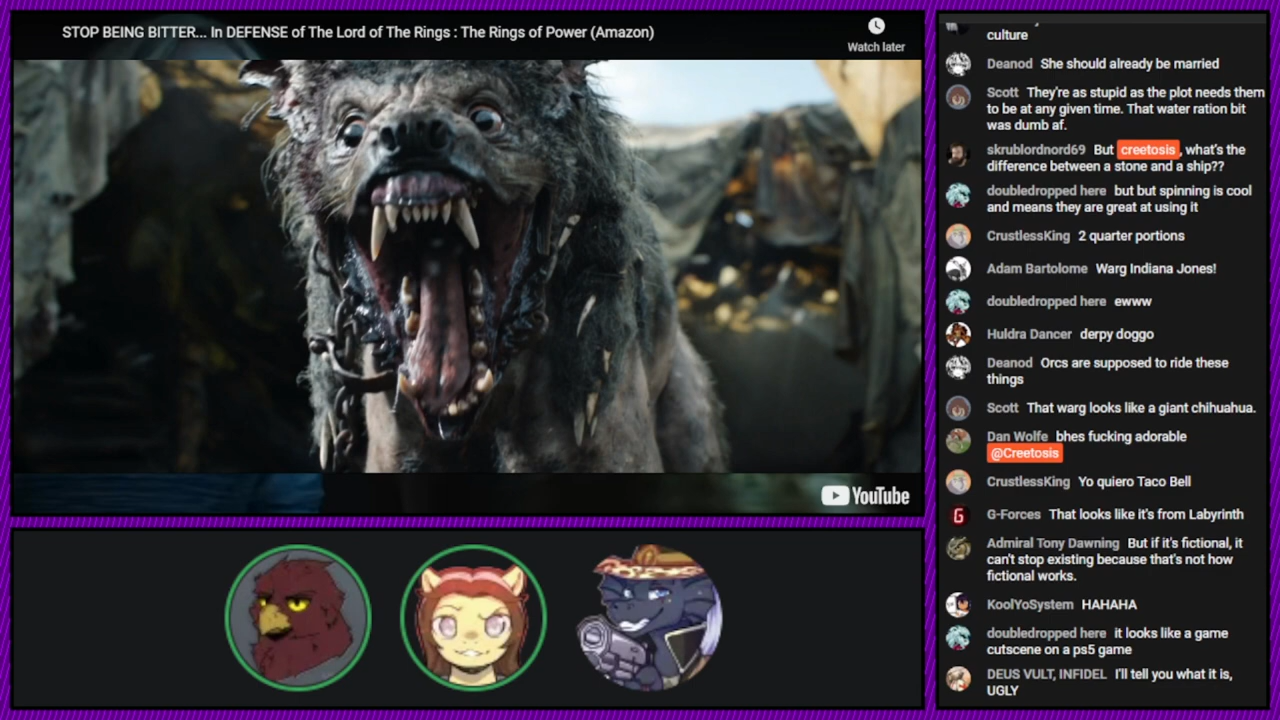 STOP BEING BITTER... In DEFENSE of The Lord of The Rings : The Rings of Power (Amazon)
Watch later
YouTube
culture
Deanod She should already be married
Scott They're as stupid as the plot needs them
to be at any given time. That water ration bit
was dumb af.
skrublordnord69 But creetosis, what's the
difference between a stone and a ship??
doubledropped here but but spinning is cool
and means they are great at using it
CrustlessKing 2 quarter portions
Adam Bartolome Warg Indiana Jones!
doubledropped here ewww
Huldra Dancer derpy doggo
Deanod Orcs are supposed to ride these
things
Scott That warg looks like a giant chihuahua.
Dan Wolfe bhes fucking adorable
@Creetosis
CrustlessKing Yo quiero Taco Bell
G
G-Forces That looks like it's from Labyrinth
Admiral Tony Dawning But if it's fictional, it
can't stop existing because that's not how
fictional works.
KoolYoSystem HAHAHA
doubledropped here it looks like a game
cutscene on a ps5 game
DEUS VULT, INFIDEL I'll tell you what it is,
UGLY